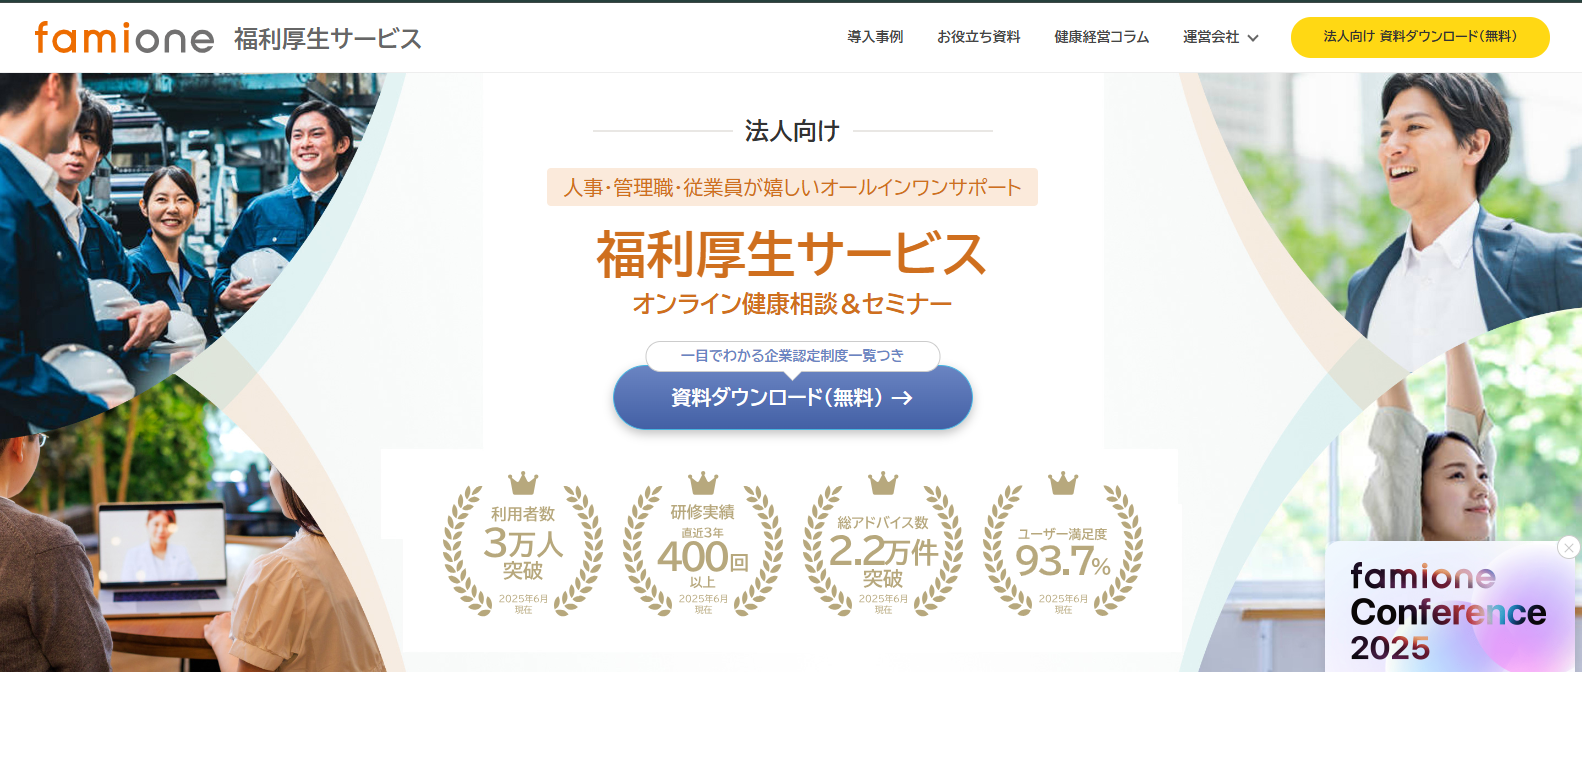 famione 福利厚生サービス
導入事例 お役立ち資料 健康経営コラム 運営会社 法人向け 資料ダウンロード(無料)
法人向け
人事・管理職・従業員が嬉しいオールインワンサポート
福利厚生サービス
オンライン健康相談＆セミナー
一目でわかる企業認定制度一覧つき
資料ダウンロード(無料) →
利用者数
3万人
突破
2025年6月
現在
研修実績
直近3年
400回
以上
2025年6月
現在
総アドバイス数
2.2万件
突破
2025年6月
現在
ユーザー満足度
93.7%
2025年6月
現在
famione
Conference
2025